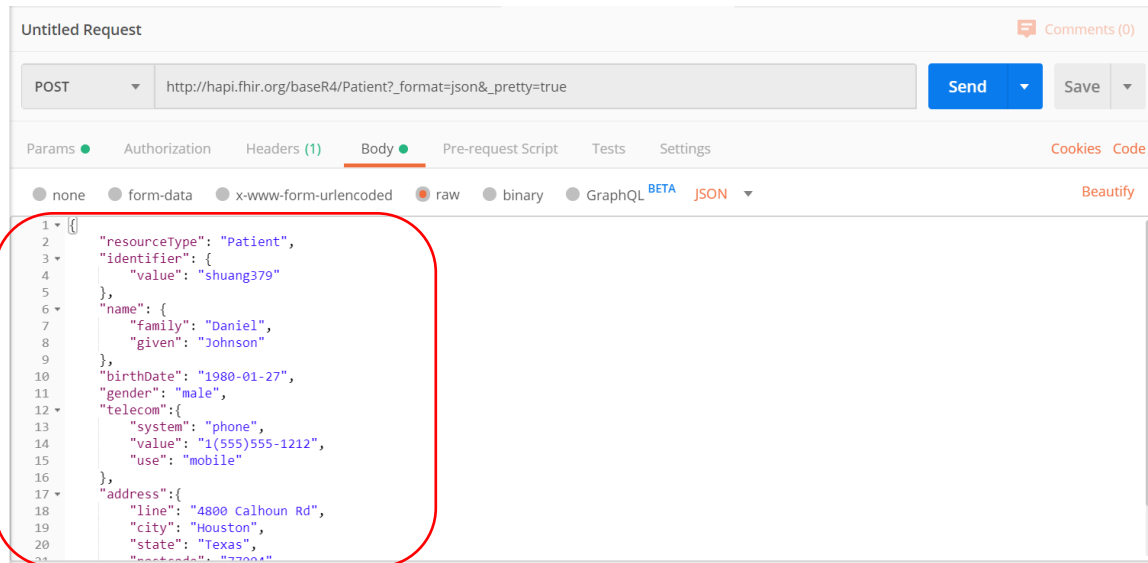 Untitled Request
Comments (0)
POST http://hapi.fhir.org/baseR4/Patient?_format=json&_pretty=true Send Save
Params Authorization Headers (1) Body Pre-request Script Tests Settings Cookies Code
none form-data x-www-form-urlencoded raw binary GraphQL BETA JSON Beautify
1 {
2 "resourceType": "Patient",
3 "identifier": {
4 "value": "shuang379"
5 },
6 "name": {
7 "family": "Daniel",
8 "given": "Johnson"
9 },
10 "birthDate": "1980-01-27",
11 "gender": "male",
12 "telecom":{
13 "system": "phone",
14 "value": "1(555)555-1212",
15 "use": "mobile"
16 },
17 "address":{
18 "line": "4800 Calhoun Rd",
19 "city": "Houston",
20 "state": "Texas",